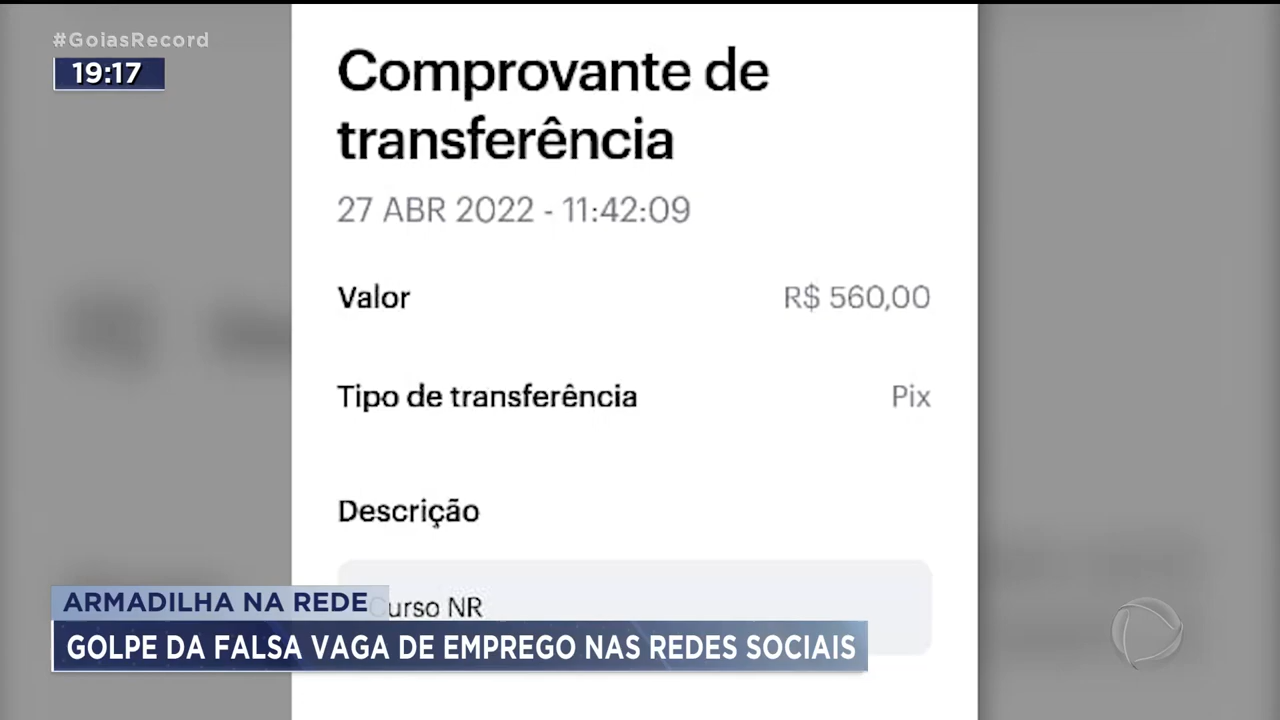 #GoiasRecord
19:17
Comprovante de
transferência
27 ABR 2022 - 11:42:09
Valor R$ 560,00
Tipo de transferência Pix
Descrição
Curso NR
ARMADILHA NA REDE
GOLPE DA FALSA VAGA DE EMPREGO NAS REDES SOCIAIS